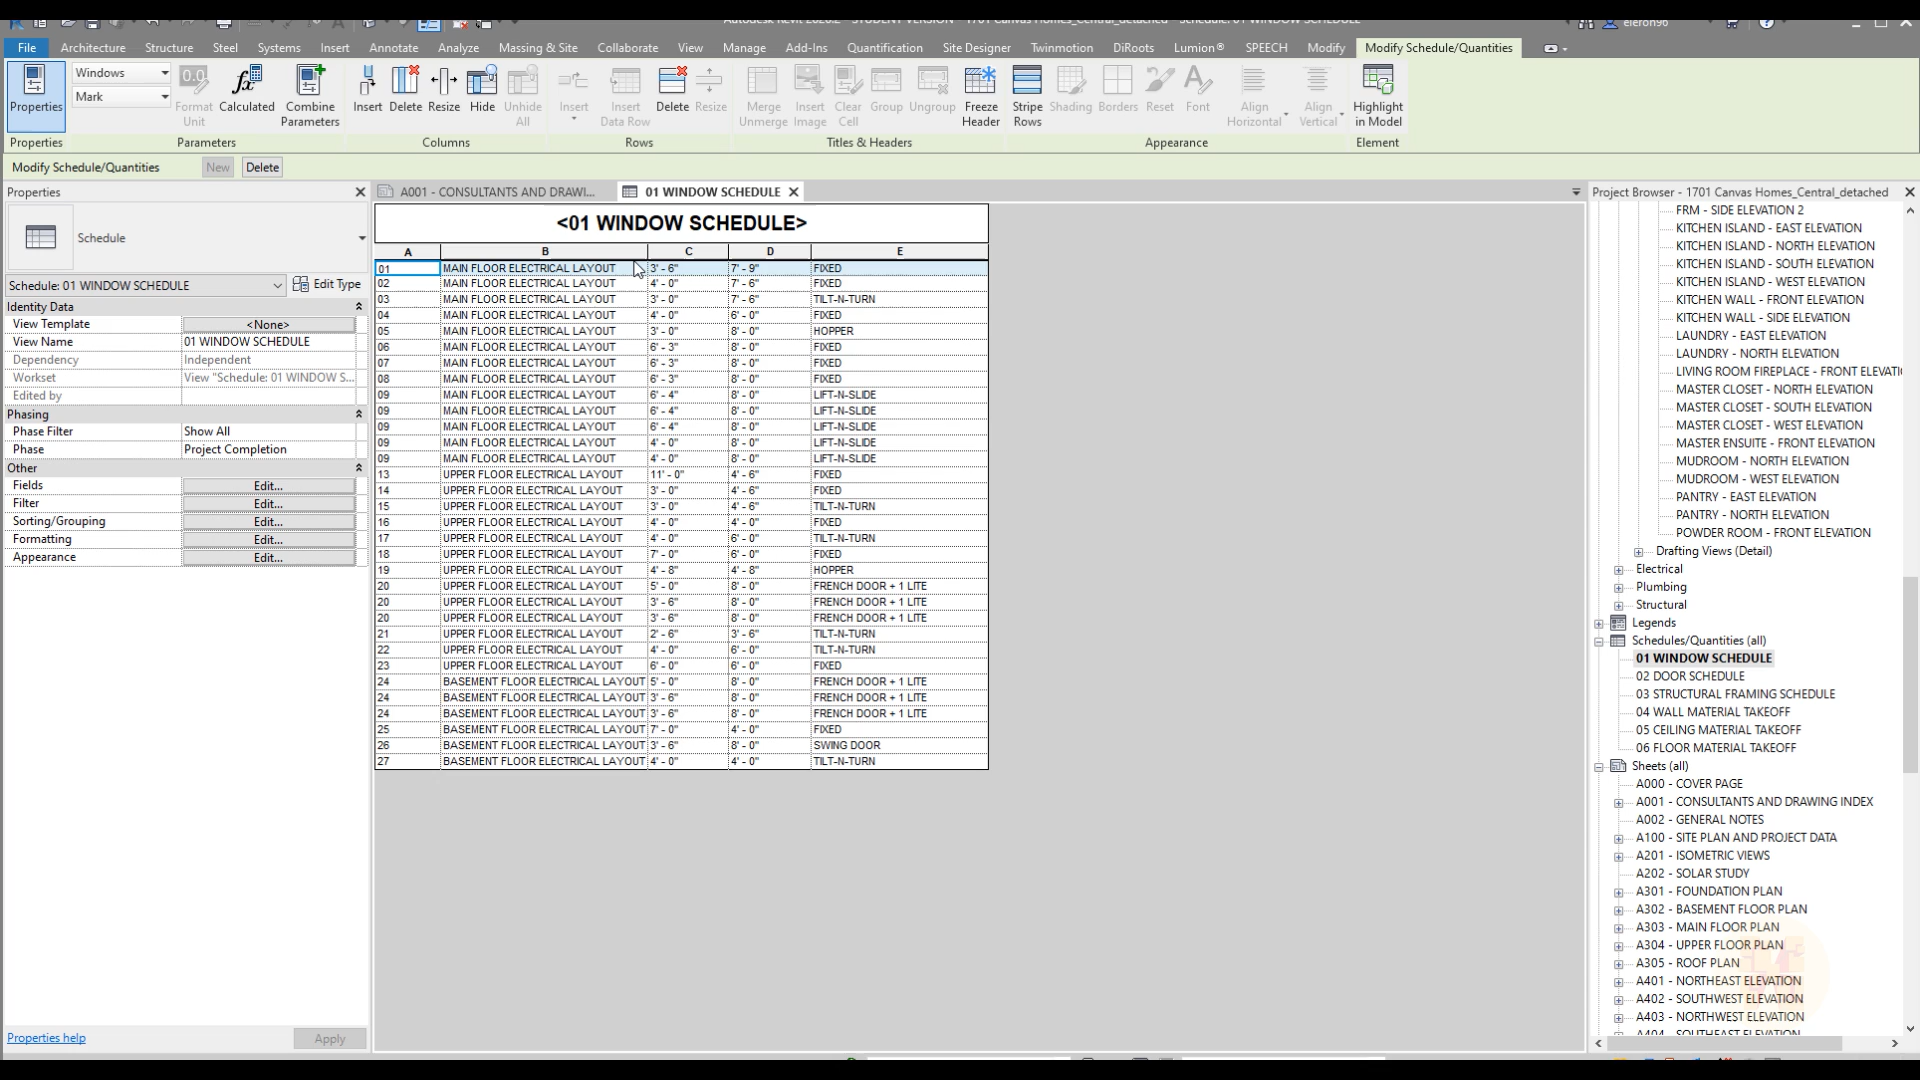 Autodesk Revit 2020.2 - STUDENT VERSION - 1701 Canvas Homes_Central_detached - Schedule: 01 WINDOW SCHEDULE
eleron96
File Architecture Structure Steel Systems Insert Annotate Analyze Massing & Site Collaborate View Manage Add-Ins Quantification Site Designer Twinmotion DiRoots Lumion® SPEECH Modify Modify Schedule/Quantities
Windows
Mark
Properties
Format Unit
Calculated
Combine Parameters
Insert Delete Resize Hide Unhide All
Insert Insert Data Row Delete Resize
Merge Unmerge Insert Image Clear Cell Group Ungroup Freeze Header
Stripe Rows Shading Borders Reset Font Align Horizontal Align Vertical
Highlight in Model
Properties Parameters Columns Rows Titles & Headers Appearance Element
Modify Schedule/Quantities New Delete
Properties
Schedule
Schedule: 01 WINDOW SCHEDULE Edit Type
Identity Data
View Template <None>
View Name 01 WINDOW SCHEDULE
Dependency Independent
Workset View "Schedule: 01 WINDOW S...
Edited by
Phasing
Phase Filter Show All
Phase Project Completion
Other
Fields Edit...
Filter Edit...
Sorting/Grouping Edit...
Formatting Edit...
Appearance Edit...
Properties help Apply
A001 - CONSULTANTS AND DRAWI... 01 WINDOW SCHEDULE
<01 WINDOW SCHEDULE>
A B C D E
01 MAIN FLOOR ELECTRICAL LAYOUT 3' - 6" 7' - 9" FIXED
02 MAIN FLOOR ELECTRICAL LAYOUT 4' - 0" 7' - 6" FIXED
03 MAIN FLOOR ELECTRICAL LAYOUT 3' - 0" 7' - 6" TILT-N-TURN
04 MAIN FLOOR ELECTRICAL LAYOUT 4' - 0" 6' - 0" FIXED
05 MAIN FLOOR ELECTRICAL LAYOUT 3' - 0" 8' - 0" HOPPER
06 MAIN FLOOR ELECTRICAL LAYOUT 6' - 3" 8' - 0" FIXED
07 MAIN FLOOR ELECTRICAL LAYOUT 6' - 3" 8' - 0" FIXED
08 MAIN FLOOR ELECTRICAL LAYOUT 6' - 3" 8' - 0" FIXED
09 MAIN FLOOR ELECTRICAL LAYOUT 6' - 4" 8' - 0" LIFT-N-SLIDE
09 MAIN FLOOR ELECTRICAL LAYOUT 6' - 4" 8' - 0" LIFT-N-SLIDE
09 MAIN FLOOR ELECTRICAL LAYOUT 6' - 4" 8' - 0" LIFT-N-SLIDE
09 MAIN FLOOR ELECTRICAL LAYOUT 4' - 0" 8' - 0" LIFT-N-SLIDE
09 MAIN FLOOR ELECTRICAL LAYOUT 4' - 0" 8' - 0" LIFT-N-SLIDE
13 UPPER FLOOR ELECTRICAL LAYOUT 11' - 0" 4' - 6" FIXED
14 UPPER FLOOR ELECTRICAL LAYOUT 3' - 0" 4' - 6" FIXED
15 UPPER FLOOR ELECTRICAL LAYOUT 3' - 0" 4' - 6" TILT-N-TURN
16 UPPER FLOOR ELECTRICAL LAYOUT 4' - 0" 4' - 0" FIXED
17 UPPER FLOOR ELECTRICAL LAYOUT 4' - 0" 6' - 0" TILT-N-TURN
18 UPPER FLOOR ELECTRICAL LAYOUT 7' - 0" 6' - 0" FIXED
19 UPPER FLOOR ELECTRICAL LAYOUT 4' - 8" 4' - 8" HOPPER
20 UPPER FLOOR ELECTRICAL LAYOUT 5' - 0" 8' - 0" FRENCH DOOR + 1 LITE
20 UPPER FLOOR ELECTRICAL LAYOUT 3' - 6" 8' - 0" FRENCH DOOR + 1 LITE
20 UPPER FLOOR ELECTRICAL LAYOUT 3' - 6" 8' - 0" FRENCH DOOR + 1 LITE
21 UPPER FLOOR ELECTRICAL LAYOUT 2' - 6" 3' - 6" TILT-N-TURN
22 UPPER FLOOR ELECTRICAL LAYOUT 4' - 0" 6' - 0" TILT-N-TURN
23 UPPER FLOOR ELECTRICAL LAYOUT 6' - 0" 6' - 0" FIXED
24 BASEMENT FLOOR ELECTRICAL LAYOUT 5' - 0" 8' - 0" FRENCH DOOR + 1 LITE
24 BASEMENT FLOOR ELECTRICAL LAYOUT 3' - 6" 8' - 0" FRENCH DOOR + 1 LITE
24 BASEMENT FLOOR ELECTRICAL LAYOUT 3' - 6" 8' - 0" FRENCH DOOR + 1 LITE
25 BASEMENT FLOOR ELECTRICAL LAYOUT 7' - 0" 4' - 0" FIXED
26 BASEMENT FLOOR ELECTRICAL LAYOUT 3' - 6" 8' - 0" SWING DOOR
27 BASEMENT FLOOR ELECTRICAL LAYOUT 4' - 0" 4' - 0" TILT-N-TURN
Project Browser - 1701 Canvas Homes_Central_detached
FRM - SIDE ELEVATION 2
KITCHEN ISLAND - EAST ELEVATION
KITCHEN ISLAND - NORTH ELEVATION
KITCHEN ISLAND - SOUTH ELEVATION
KITCHEN ISLAND - WEST ELEVATION
KITCHEN WALL - FRONT ELEVATION
KITCHEN WALL - SIDE ELEVATION
LAUNDRY - EAST ELEVATION
LAUNDRY - NORTH ELEVATION
LIVING ROOM FIREPLACE - FRONT ELEVATI
MASTER CLOSET - NORTH ELEVATION
MASTER CLOSET - SOUTH ELEVATION
MASTER CLOSET - WEST ELEVATION
MASTER ENSUITE - FRONT ELEVATION
MUDROOM - NORTH ELEVATION
MUDROOM - WEST ELEVATION
PANTRY - EAST ELEVATION
PANTRY - NORTH ELEVATION
POWDER ROOM - FRONT ELEVATION
Drafting Views (Detail)
Electrical
Plumbing
Structural
Legends
Schedules/Quantities (all)
01 WINDOW SCHEDULE
02 DOOR SCHEDULE
03 STRUCTURAL FRAMING SCHEDULE
04 WALL MATERIAL TAKEOFF
05 CEILING MATERIAL TAKEOFF
06 FLOOR MATERIAL TAKEOFF
Sheets (all)
A000 - COVER PAGE
A001 - CONSULTANTS AND DRAWING INDEX
A002 - GENERAL NOTES
A100 - SITE PLAN AND PROJECT DATA
A201 - ISOMETRIC VIEWS
A202 - SOLAR STUDY
A301 - FOUNDATION PLAN
A302 - BASEMENT FLOOR PLAN
A303 - MAIN FLOOR PLAN
A304 - UPPER FLOOR PLAN
A305 - ROOF PLAN
A401 - NORTHEAST ELEVATION
A402 - SOUTHWEST ELEVATION
A403 - NORTHWEST ELEVATION
A404 - SOUTHEAST ELEVATION